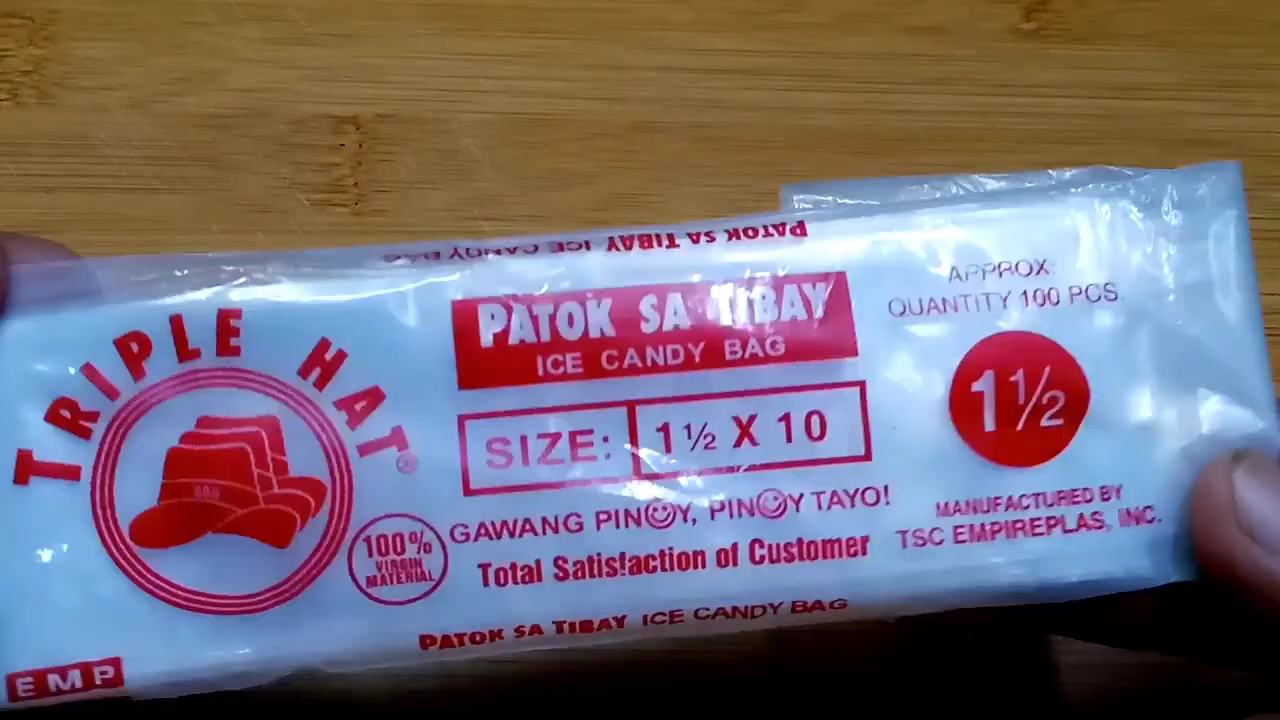 PATOK SA TIBAY ICE CANDY BAG
TRIPLE HAT®
PATOK SA TIBAY
ICE CANDY BAG
SIZE: 1½ X 10
APPROX:
QUANTITY 100 PCS.
1½
100%
VIRGIN
MATERIAL
GAWANG PINOY, PINOY TAYO!
Total Satisfaction of Customer
MANUFACTURED BY
TSC EMPIREPLAS, INC.
PATOK SA TIBAY ICE CANDY BAG
EMP